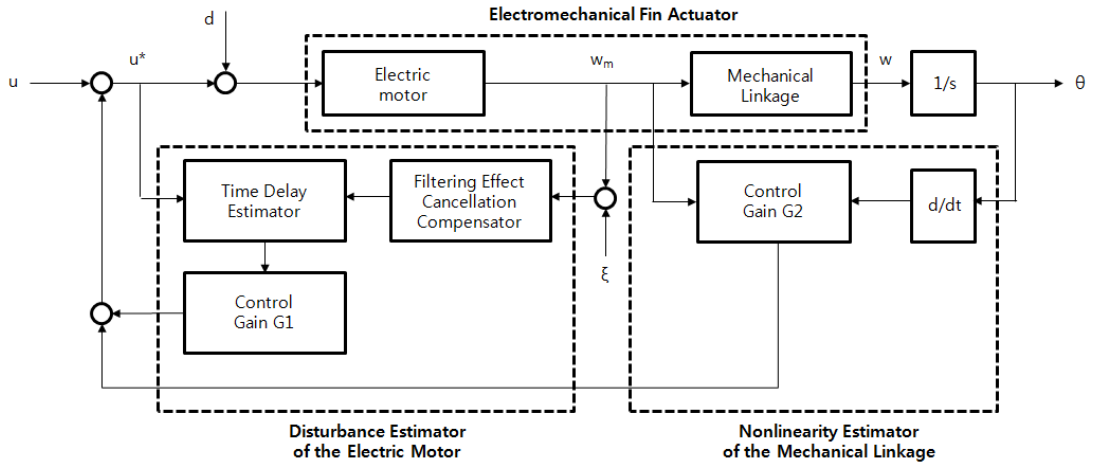 Electromechanical Fin Actuator
d
u
u*
Electric
motor
wm
Mechanical
Linkage
w
1/s
θ
Time Delay
Estimator
Filtering Effect
Cancellation
Compensator
Control
Gain G2
d/dt
ξ
Control
Gain G1
Disturbance Estimator
of the Electric Motor
Nonlinearity Estimator
of the Mechanical Linkage